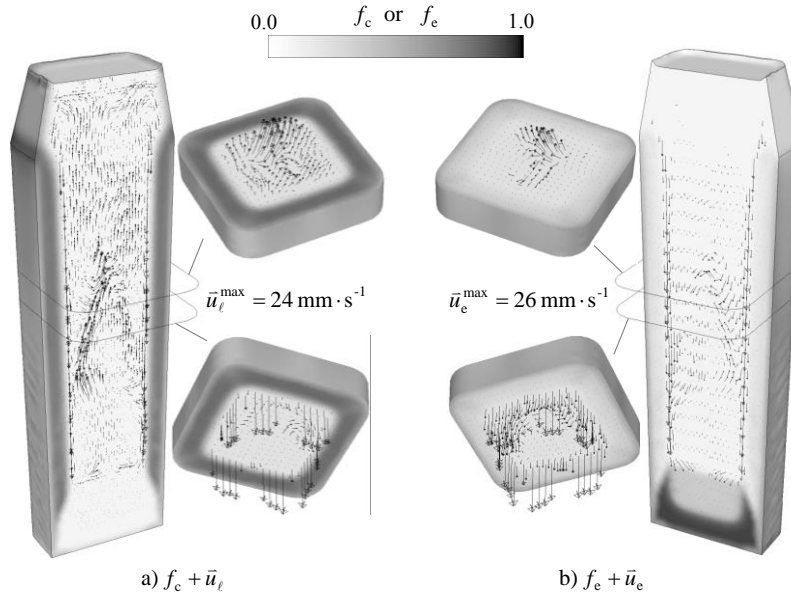 0.0 f_c or f_e 1.0
ū_ℓ^max = 24 mm·s⁻¹ ū_e^max = 26 mm·s⁻¹
a) f_c + ū_ℓ b) f_e + ū_e